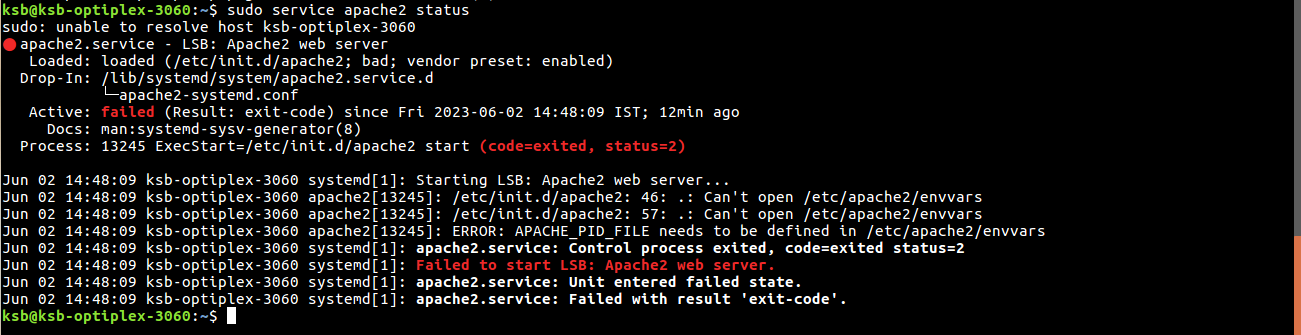 ksb@ksb-optiplex-3060:~$ sudo service apache2 status
sudo: unable to resolve host ksb-optiplex-3060
● apache2.service - LSB: Apache2 web server
   Loaded: loaded (/etc/init.d/apache2; bad; vendor preset: enabled)
  Drop-In: /lib/systemd/system/apache2.service.d
           └─apache2-systemd.conf
   Active: failed (Result: exit-code) since Fri 2023-06-02 14:48:09 IST; 12min ago
     Docs: man:systemd-sysv-generator(8)
  Process: 13245 ExecStart=/etc/init.d/apache2 start (code=exited, status=2)

Jun 02 14:48:09 ksb-optiplex-3060 systemd[1]: Starting LSB: Apache2 web server...
Jun 02 14:48:09 ksb-optiplex-3060 apache2[13245]: /etc/init.d/apache2: 46: .: Can't open /etc/apache2/envvars
Jun 02 14:48:09 ksb-optiplex-3060 apache2[13245]: /etc/init.d/apache2: 57: .: Can't open /etc/apache2/envvars
Jun 02 14:48:09 ksb-optiplex-3060 apache2[13245]: ERROR: APACHE_PID_FILE needs to be defined in /etc/apache2/envvars
Jun 02 14:48:09 ksb-optiplex-3060 systemd[1]: apache2.service: Control process exited, code=exited status=2
Jun 02 14:48:09 ksb-optiplex-3060 systemd[1]: Failed to start LSB: Apache2 web server.
Jun 02 14:48:09 ksb-optiplex-3060 systemd[1]: apache2.service: Unit entered failed state.
Jun 02 14:48:09 ksb-optiplex-3060 systemd[1]: apache2.service: Failed with result 'exit-code'.
ksb@ksb-optiplex-3060:~$